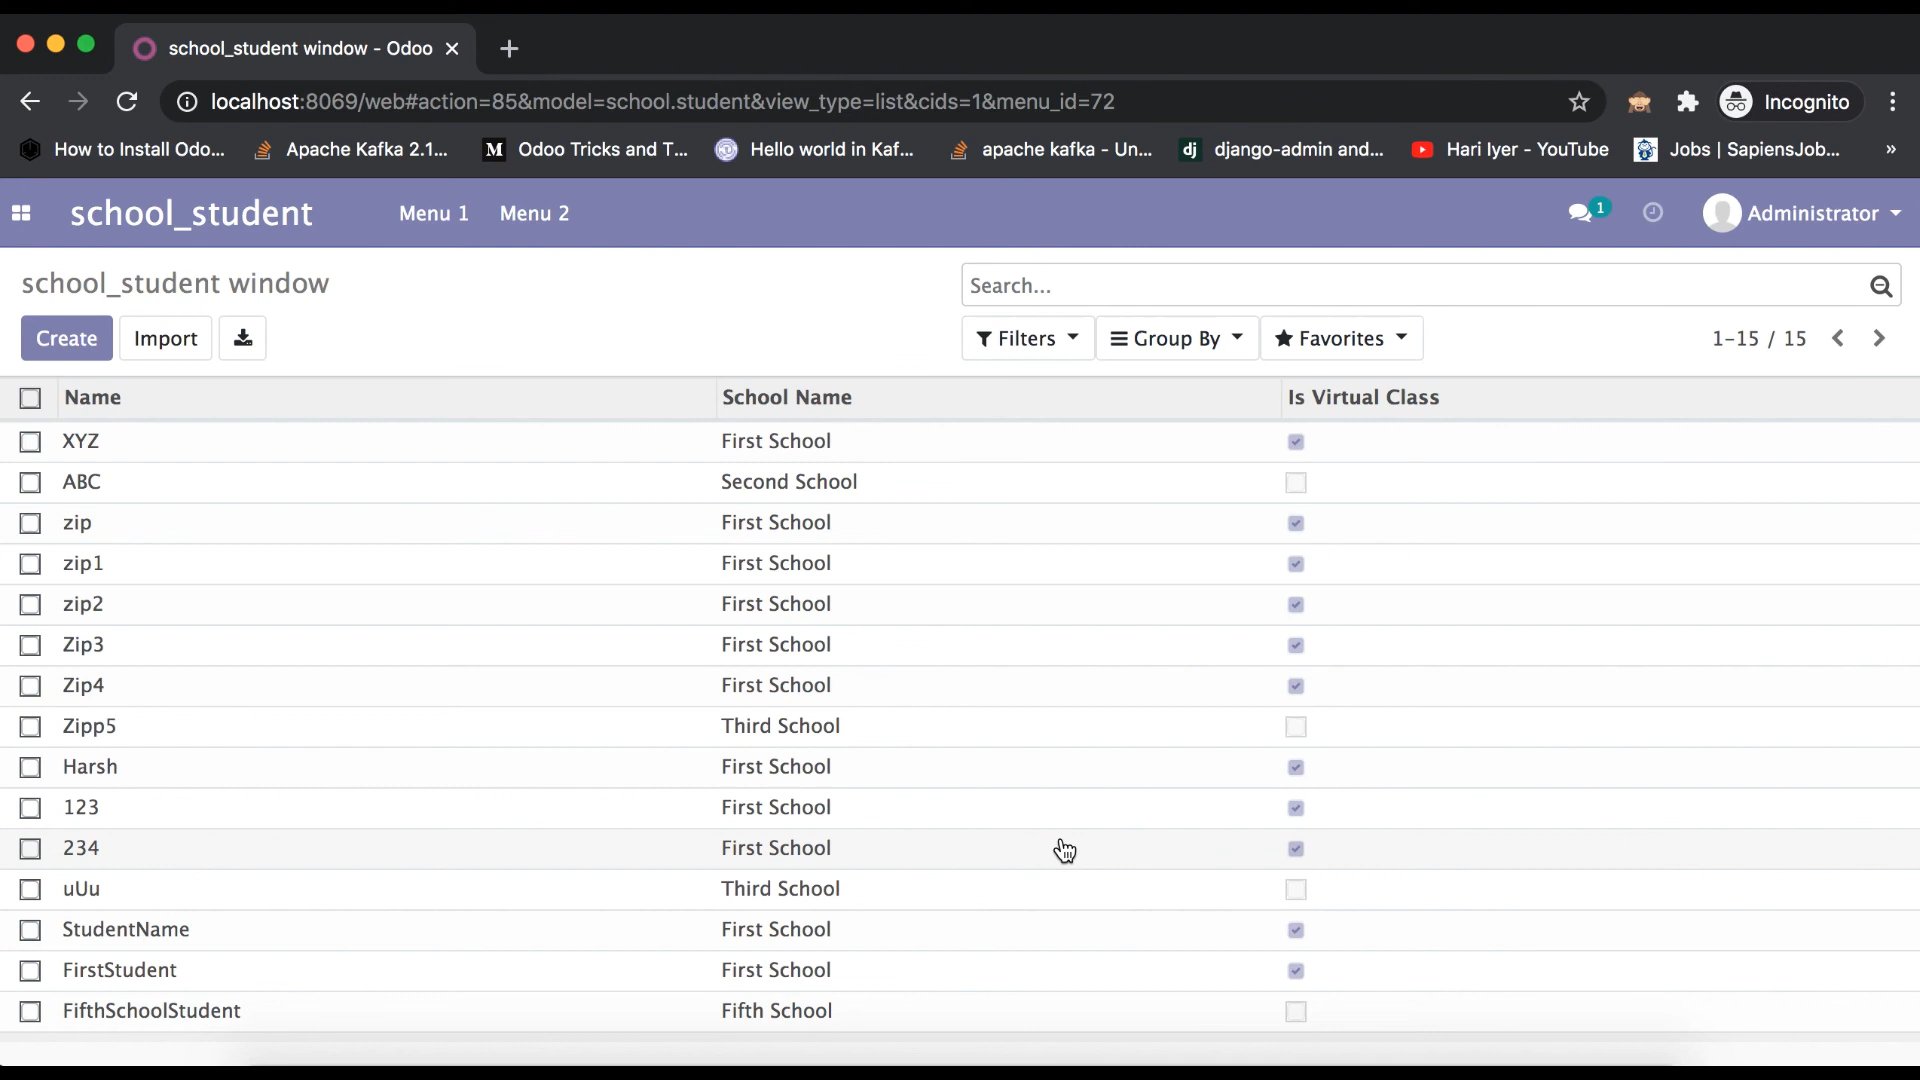 school_student window - Odoo
localhost:8069/web#action=85&model=school.student&view_type=list&cids=1&menu_id=72
Incognito
How to Install Odo... Apache Kafka 2.1... M Odoo Tricks and T... Hello world in Kaf... apache kafka - Un... dj django-admin and... Hari Iyer - YouTube Jobs | SapiensJob... »
school_student Menu 1 Menu 2 1 Administrator
school_student window Search...
Create Import Filters Group By Favorites 1-15 / 15
Name School Name Is Virtual Class
XYZ First School
ABC Second School
zip First School
zip1 First School
zip2 First School
Zip3 First School
Zip4 First School
Zipp5 Third School
Harsh First School
123 First School
234 First School
uUu Third School
StudentName First School
FirstStudent First School
FifthSchoolStudent Fifth School